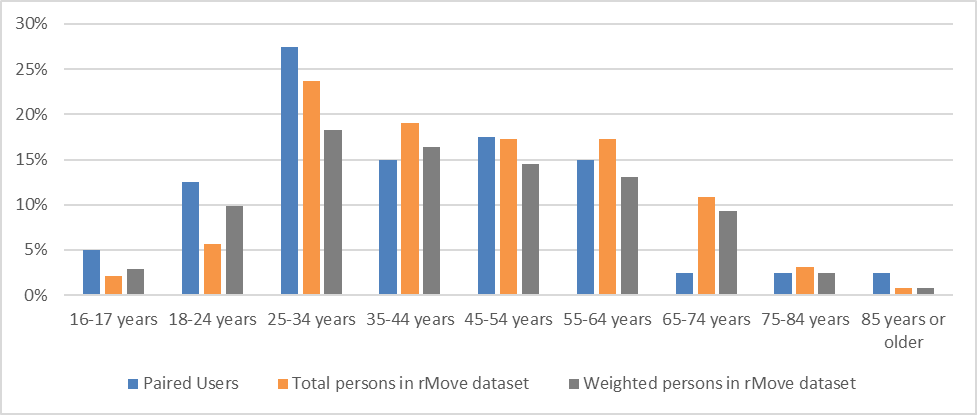 30%
25%
20%
15%
10%
5%
0%
16-17 years 18-24 years 25-34 years 35-44 years 45-54 years 55-64 years 65-74 years 75-84 years 85 years or
older
Paired Users Total persons in rMove dataset Weighted persons in rMove dataset